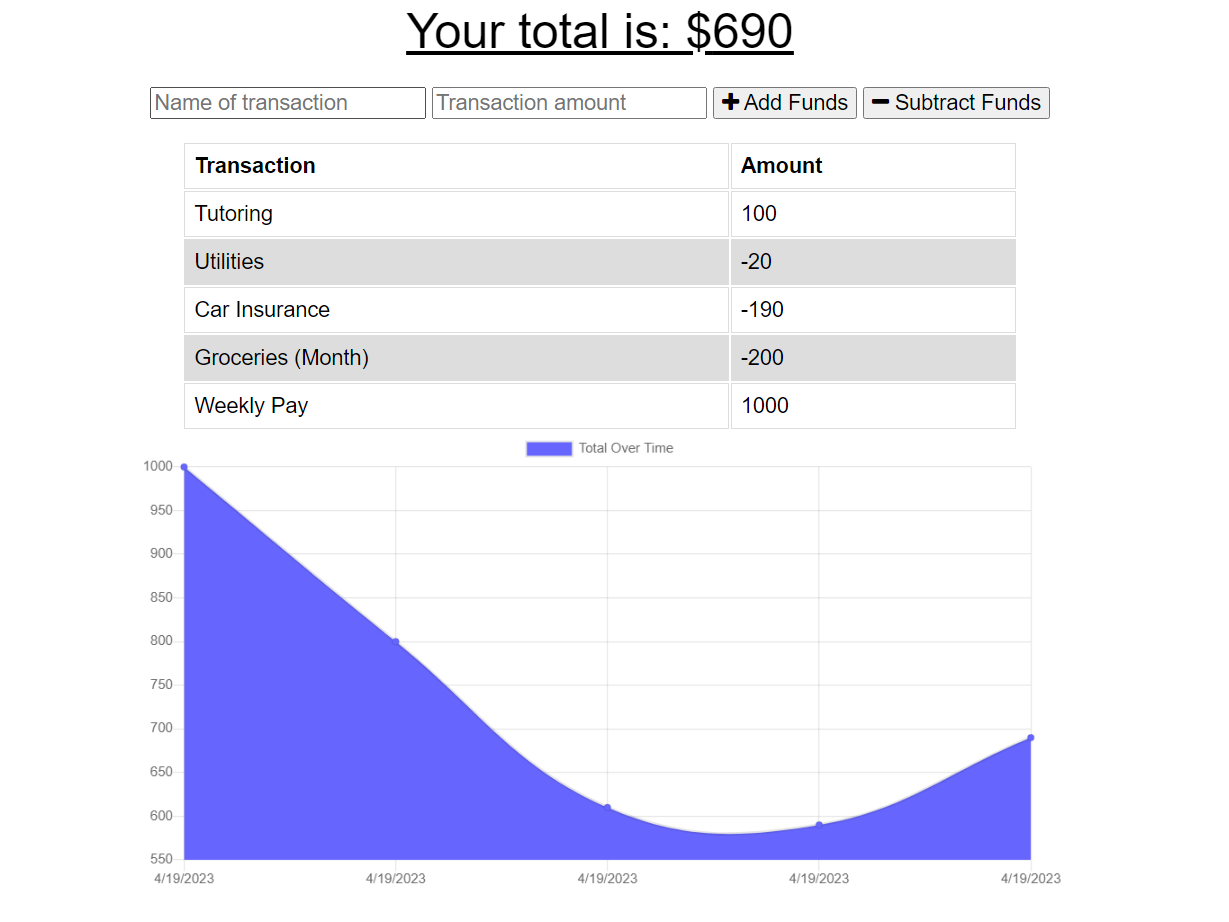 Your total is: $690
Name of transaction Transaction amount Add Funds Subtract Funds
Transaction Amount
Tutoring 100
Utilities -20
Car Insurance -190
Groceries (Month) -200
Weekly Pay 1000
Total Over Time
1000
950
900
850
800
750
700
650
600
550
4/19/2023 4/19/2023 4/19/2023 4/19/2023 4/19/2023